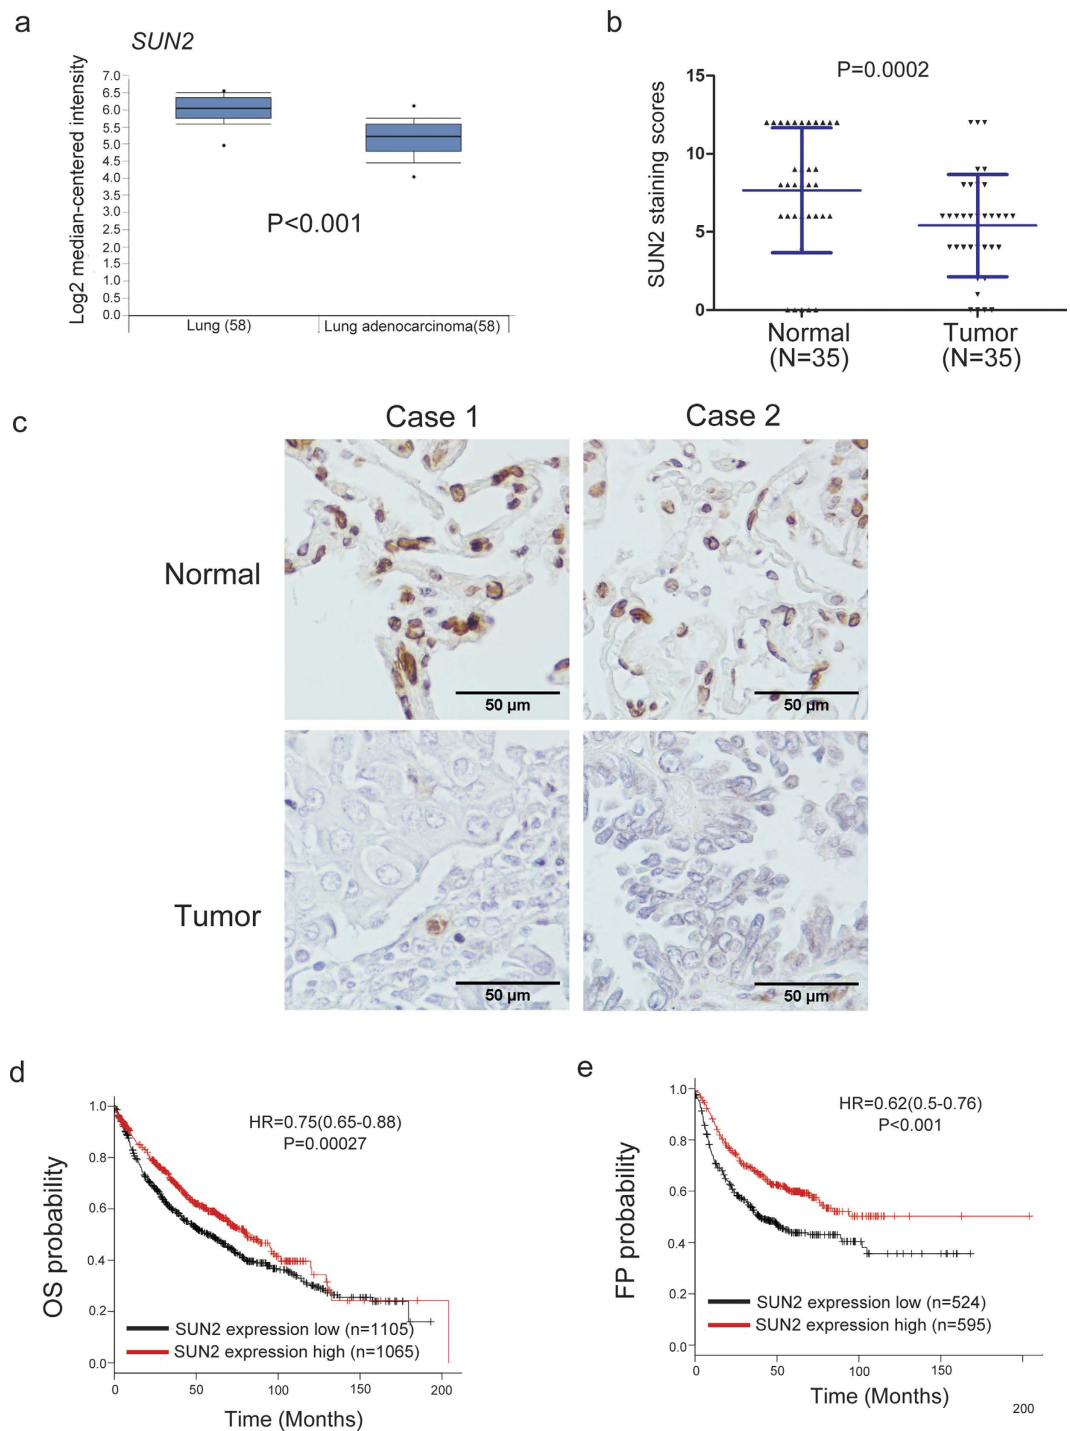 a
SUN2
Log2 median-centered intensity
7.0
6.5
6.0
5.5
5.0
4.5
4.0
3.5
3.0
2.5
2.0
1.5
1.0
0.5
0.0
P<0.001
Lung (58)
Lung adenocarcinoma(58)
b
P=0.0002
SUN2 staining scores
15
10
5
0
Normal
(N=35)
Tumor
(N=35)
c
Case 1
Case 2
Normal
50 µm
50 µm
Tumor
50 µm
50 µm
d
HR=0.75(0.65-0.88)
P=0.00027
OS probability
1.0
0.8
0.6
0.4
0.2
0.0
SUN2 expression low (n=1105)
SUN2 expression high (n=1065)
0
50
100
150
200
Time (Months)
e
HR=0.62(0.5-0.76)
P<0.001
FP probability
1.0
0.8
0.6
0.4
0.2
0.0
SUN2 expression low (n=524)
SUN2 expression high (n=595)
0
50
100
150
200
Time (Months)